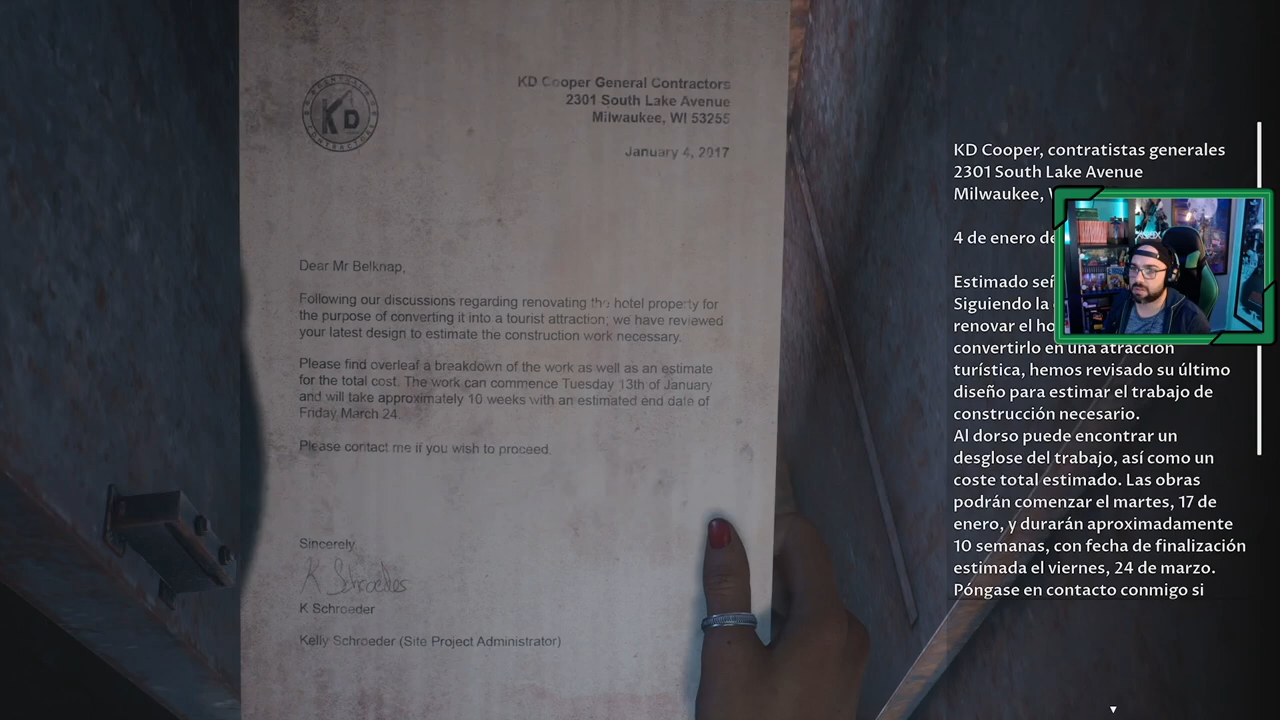 KD Cooper General Contractors
2301 South Lake Avenue
Milwaukee, WI 53255
January 4, 2017
KD
Dear Mr Belknap,
Following our discussions regarding renovating the hotel property for
the purpose of converting it into a tourist attraction; we have reviewed
your latest design to estimate the construction work necessary.
Please find overleaf a breakdown of the work as well as an estimate
for the total cost. The work can commence Tuesday 13th of January
and will take approximately 10 weeks with an estimated end date of
Friday March 24.
Please contact me if you wish to proceed.
Sincerely,
K Schroeder
K Schroeder
Kelly Schroeder (Site Project Administrator)
KD Cooper, contratistas generales
2301 South Lake Avenue
Milwaukee,
4 de enero de
Estimado
Siguiendo la
renovar el
convertirlo en una atracción
turística, hemos revisado su último
diseño para estimar el trabajo de
construcción necesario.
Al dorso puede encontrar un
desglose del trabajo, así como un
coste total estimado. Las obras
podrán comenzar el martes, 17 de
enero, y durarán aproximadamente
10 semanas, con fecha de finalización
estimada el viernes, 24 de marzo.
Póngase en contacto conmigo si